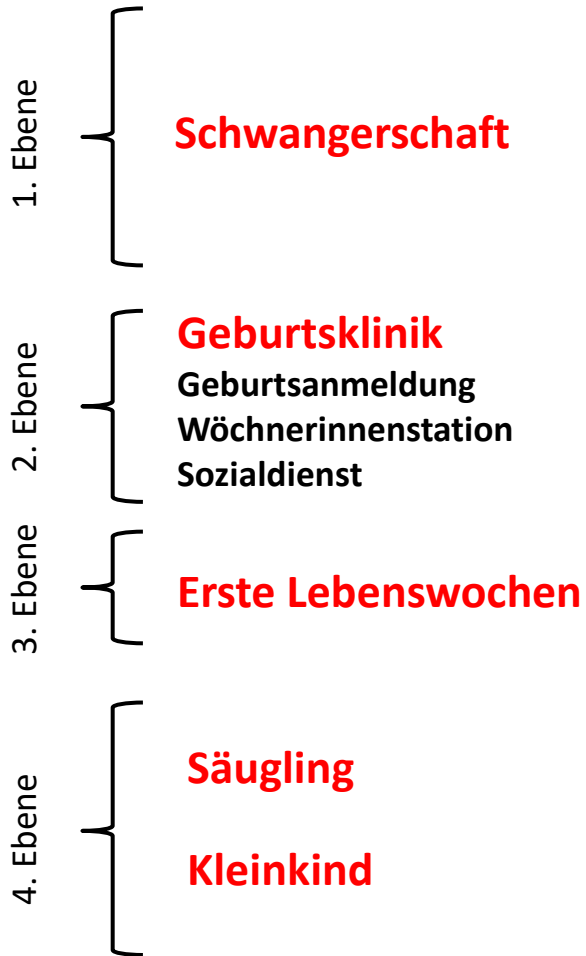 1. Ebene
Schwangerschaft
2. Ebene
Geburtsklinik
Geburtsanmeldung
Wöchnerinnenstation
Sozialdienst
3. Ebene
Erste Lebenswochen
4. Ebene
Säugling
Kleinkind